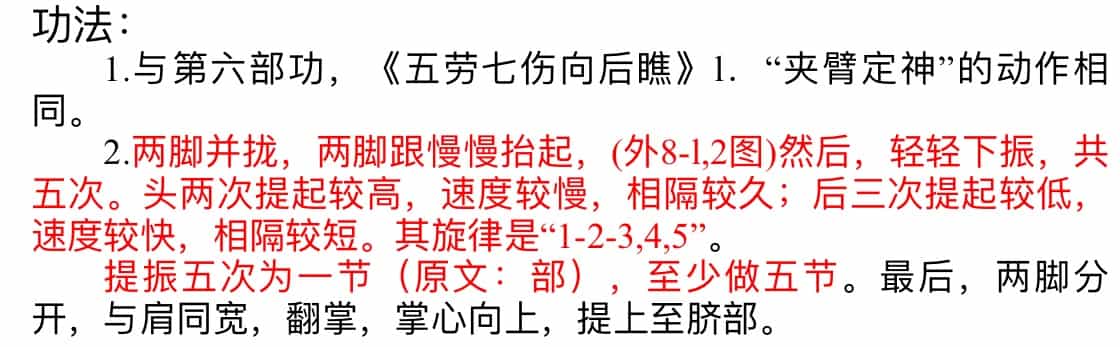 功法：
1.与第六部功，《五劳七伤向后瞧》1. “夹臂定神”的动作相
同。
2.两脚并拢，两脚跟慢慢抬起，(外8-1,2图)然后，轻轻下振，共
五次。头两次提起较高，速度较慢，相隔较久；后三次提起较低，
速度较快，相隔较短。其旋律是“1-2-3,4,5”。
提振五次为一节（原文：部），至少做五节。最后，两脚分
开，与肩同宽，翻掌，掌心向上，提上至脐部。